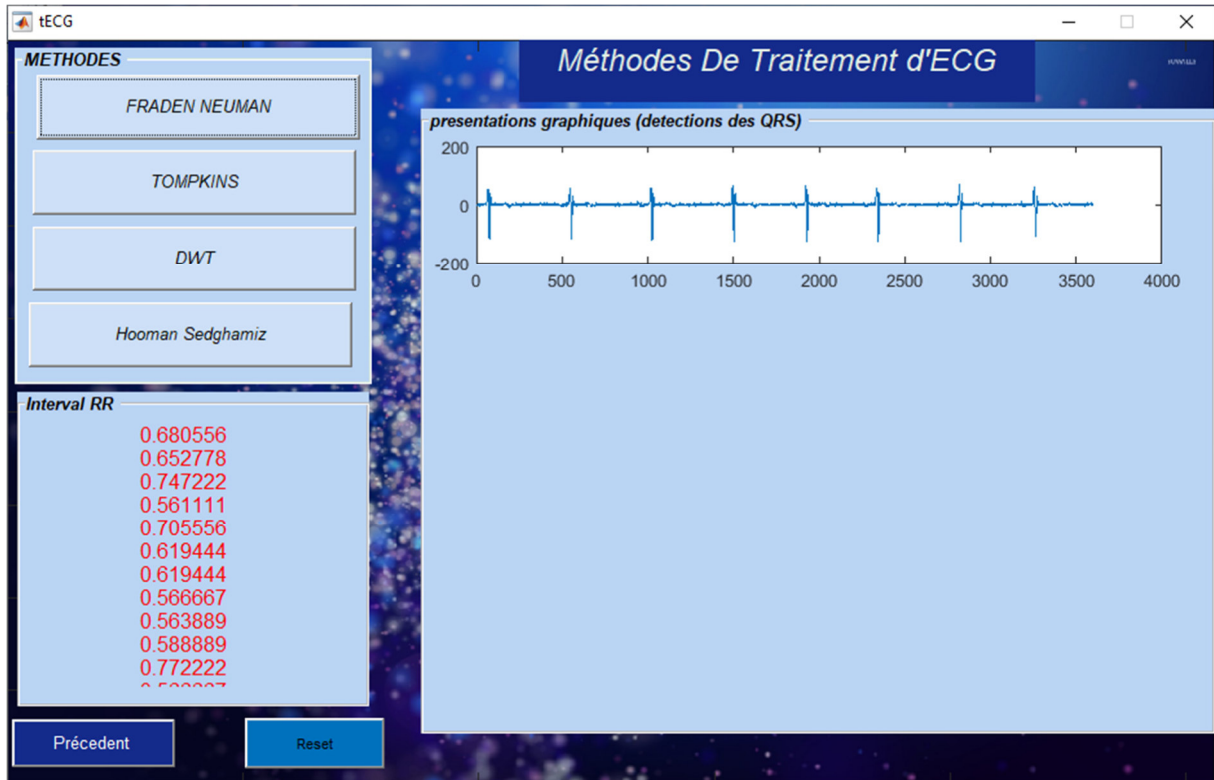 tECG
METHODES
FRADEN NEUMAN
TOMPKINS
DWT
Hooman Sedghamiz
Interval RR
0.680556
0.652778
0.747222
0.561111
0.705556
0.619444
0.619444
0.566667
0.563889
0.588889
0.772222
Précedent
Reset
Méthodes De Traitement d'ECG
presentations graphiques (detections des QRS)
200
0
-200
0 500 1000 1500 2000 2500 3000 3500 4000